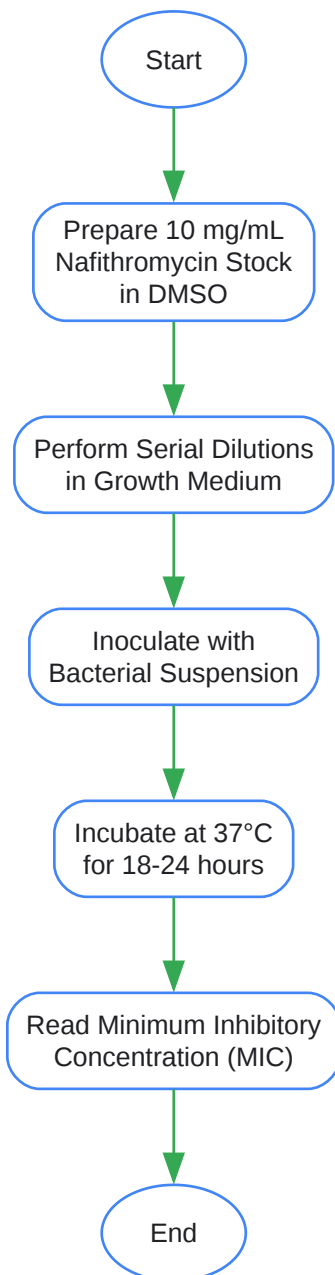 Start
Prepare 10 mg/mL
Nafithromycin Stock
in DMSO
Perform Serial Dilutions
in Growth Medium
Inoculate with
Bacterial Suspension
Incubate at 37°C
for 18-24 hours
Read Minimum Inhibitory
Concentration (MIC)
End